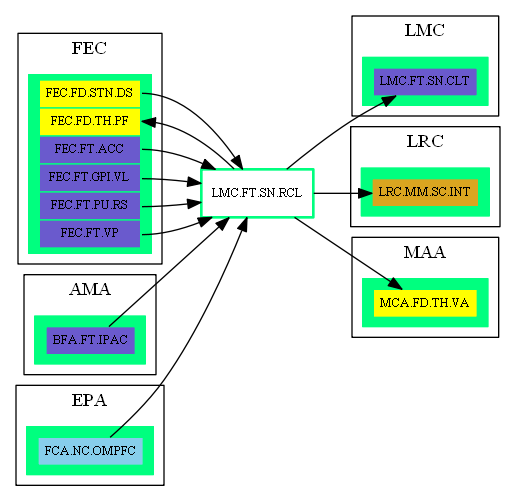 FEC
FEC.FD.STN.DS
FEC.FD.TH.PF
FEC.FT.ACC
FEC.FT.GPI.VL
FEC.FT.PU.RS
FEC.FT.VP
AMA
BFA.FT.IPAC
EPA
FCA.NC.OMPFC
LMC.FT.SN.RCL
LMC
LMC.FT.SN.CLT
LRC
LRC.MM.SC.INT
MAA
MCA.FD.TH.VA